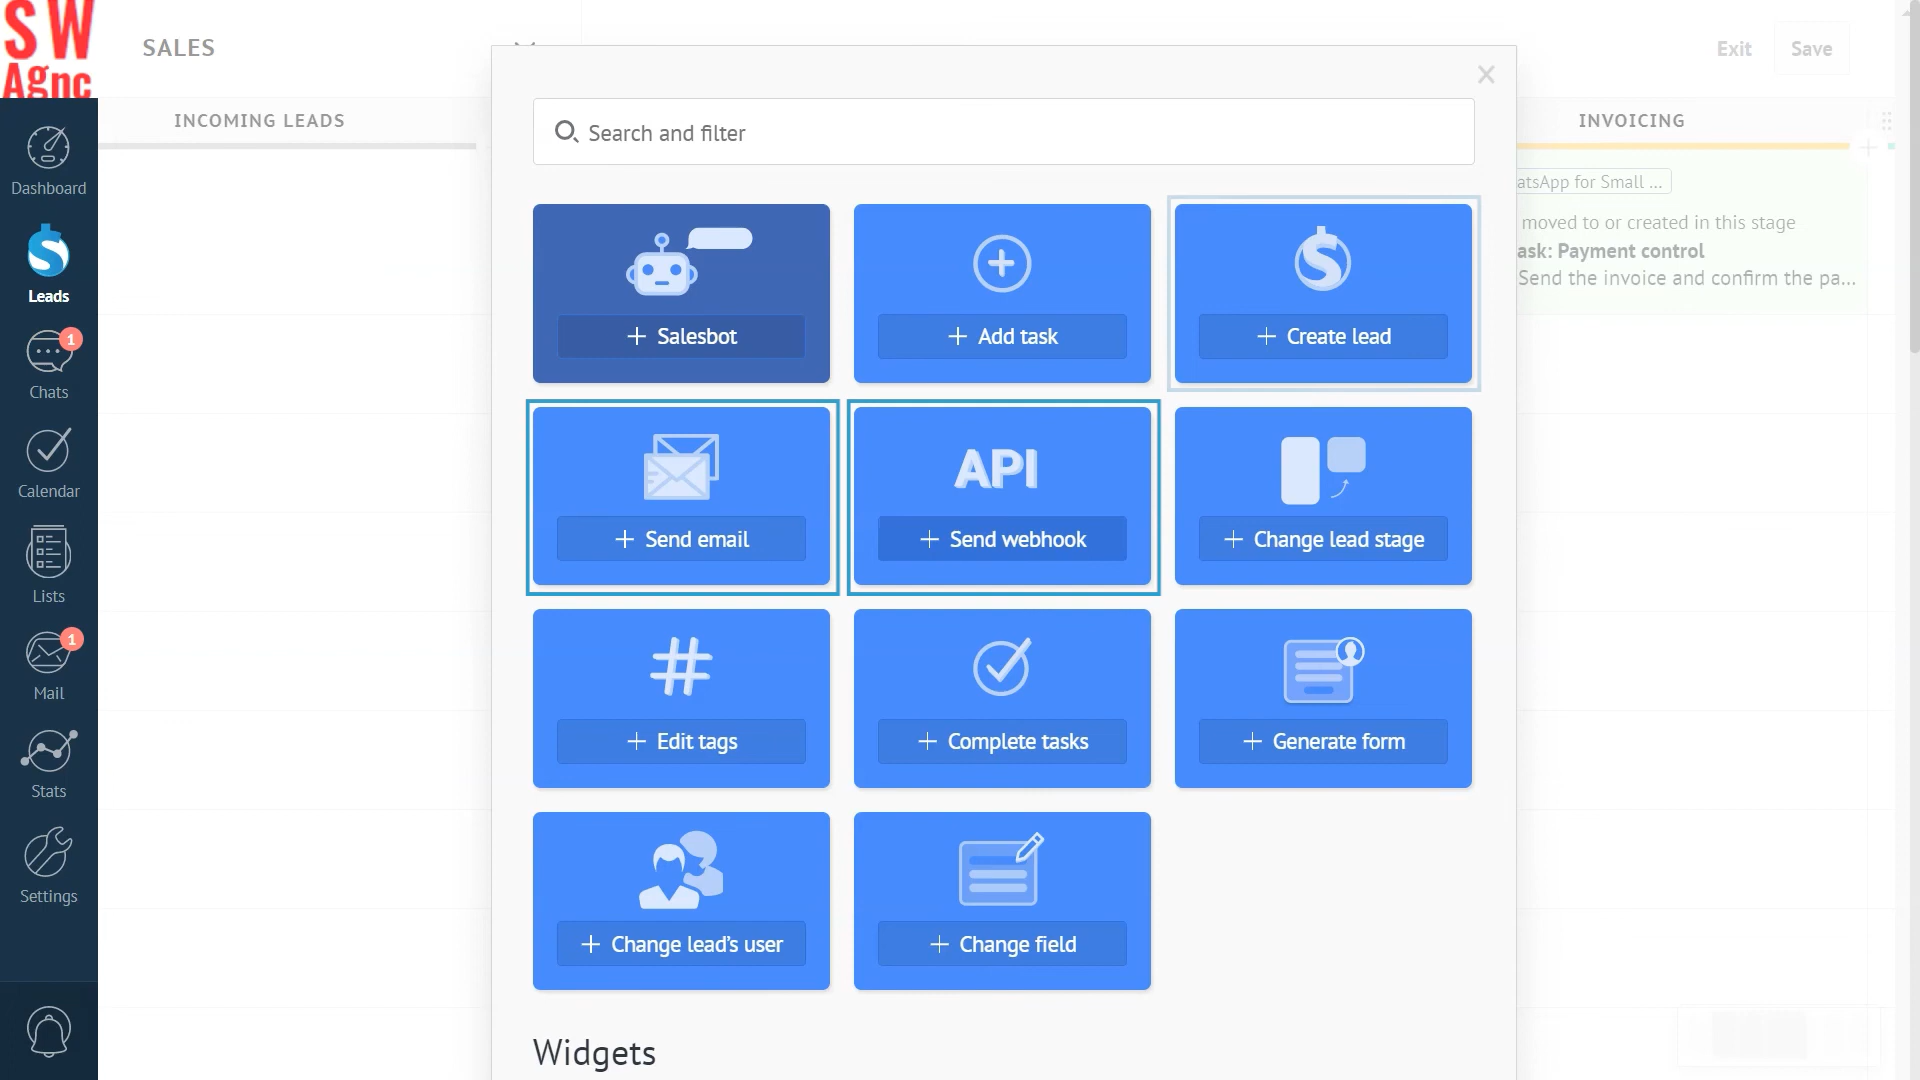 SW
Agnc
SALES
Exit
Save
INCOMING LEADS
INVOICING
Search and filter
Dashboard
Leads
1
Chats
Calendar
Lists
1
Mail
Stats
Settings
+ Salesbot
+ Add task
+ Create lead
+ Send email
API
+ Send webhook
+ Change lead stage
+ Edit tags
+ Complete tasks
+ Generate form
+ Change lead’s user
+ Change field
Widgets
atsApp for Small ...
moved to or created in this stage
ask: Payment control
Send the invoice and confirm the pa...